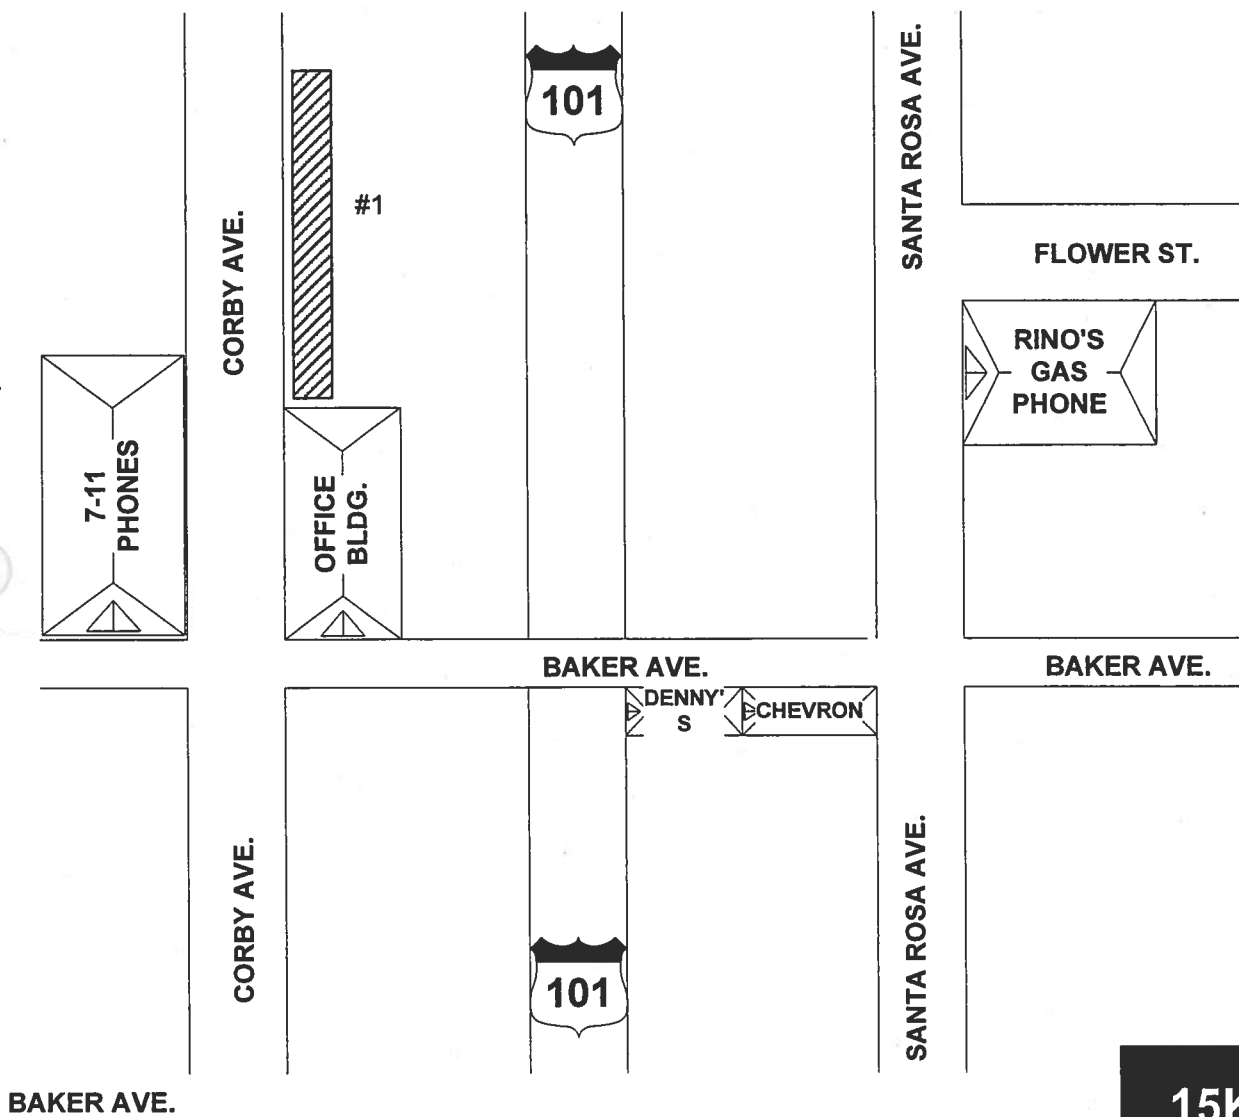 101
SANTA ROSA AVE.
#1
CORBY AVE.
FLOWER ST.
RINO'S
GAS
PHONE
7-11
PHONES
OFFICE
BLDG.
BAKER AVE.
BAKER AVE.
DENNY'
S
CHEVRON
CORBY AVE.
SANTA ROSA AVE.
101
BAKER AVE.